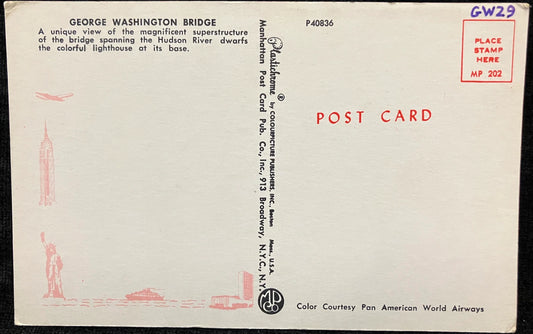 GEORGE WASHINGTON BRIDGE
A unique view of the magnificent superstructure
of the bridge spanning the Hudson River dwarfs
the colorful lighthouse at its base.
P40836
GW29
PLACE
STAMP
HERE
MP 202
Plastichrome® by COLOURPICTURE PUBLISHERS, INC., Boston Mass., U.S.A.
Manhattan Post Card Pub. Co., Inc., 913 Broadway, N.Y.C., N.Y.
POST CARD
Color Courtesy Pan American World Airways